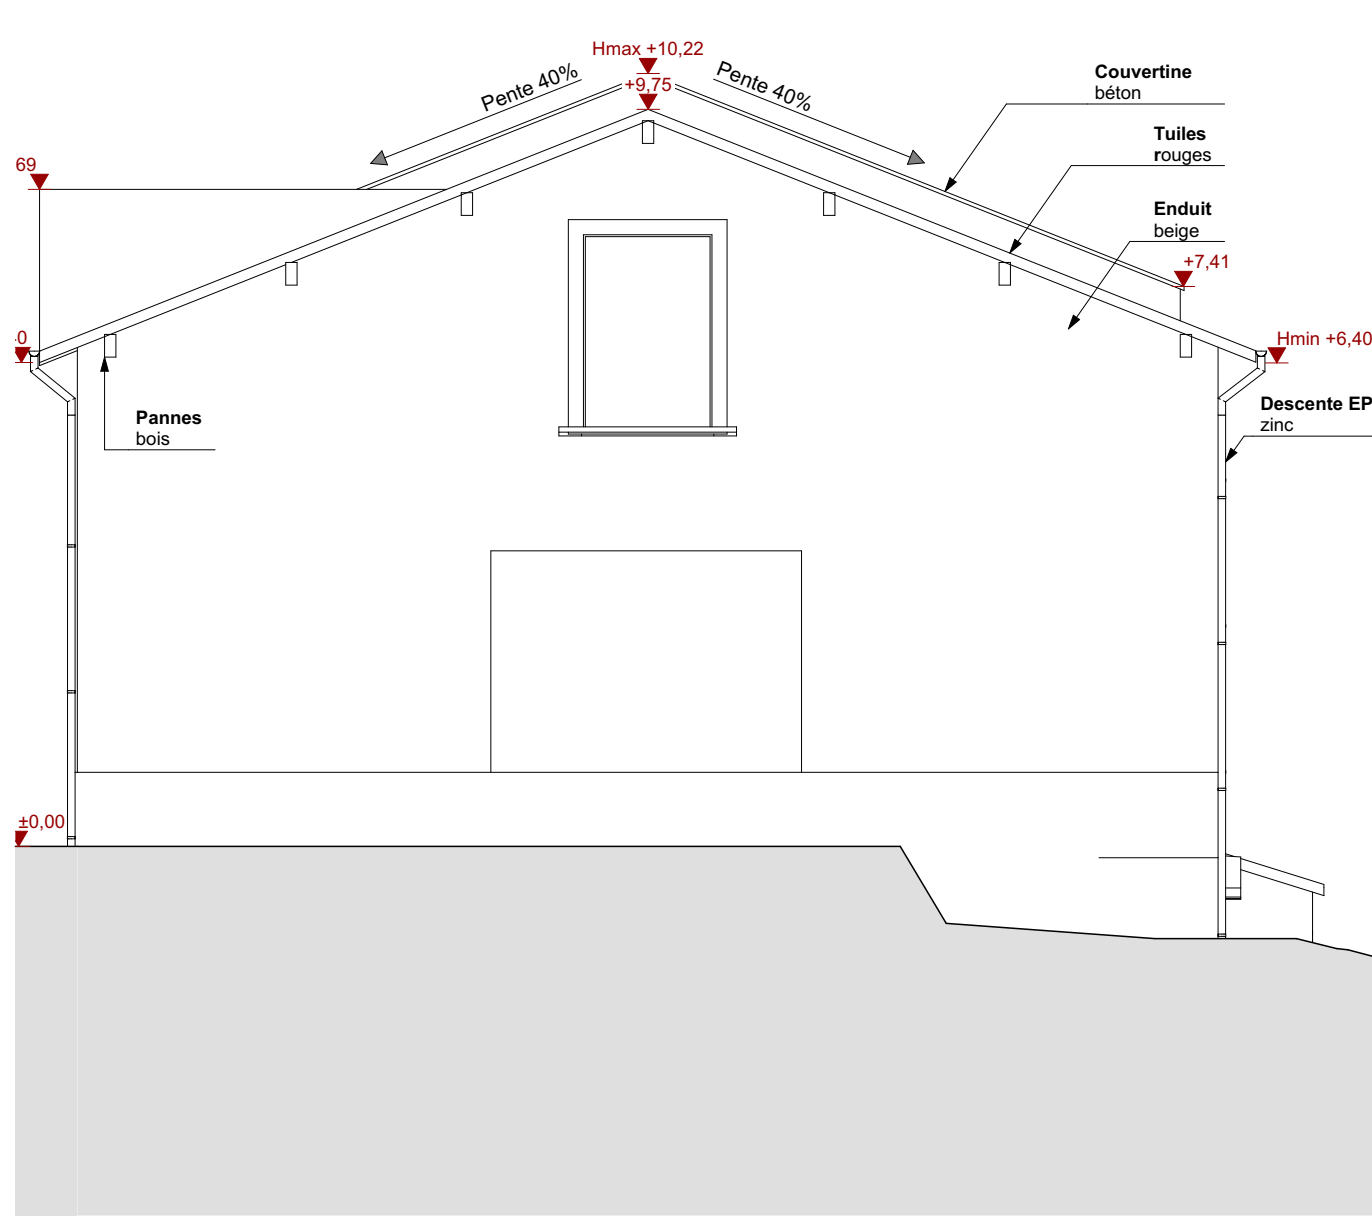 Hmax +10,22
+9,75
Pente 40%
Pente 40%
Couvertine
béton
Tuiles
rouges
69
Enduit
beige
+7,41
,0
Hmin +6,40
Pannes
bois
Descente EP
zinc
±0,00